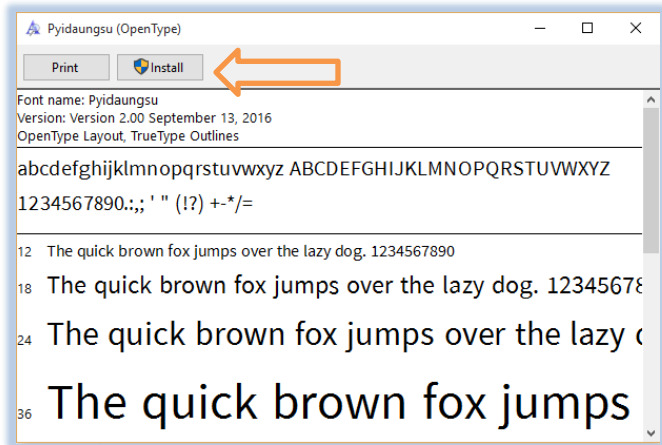 Pyidaungsu (OpenType)
Print Install
Font name: Pyidaungsu
Version: Version 2.00 September 13, 2016
OpenType Layout, TrueType Outlines
abcdefghijklmnopqrstuvwxyz ABCDEFGHIJKLMNOPQRSTUVWXYZ
1234567890.:,; ' " (!?) +-*/=
12 The quick brown fox jumps over the lazy dog. 1234567890
18 The quick brown fox jumps over the lazy dog. 12345678
24 The quick brown fox jumps over the lazy
36 The quick brown fox jumps